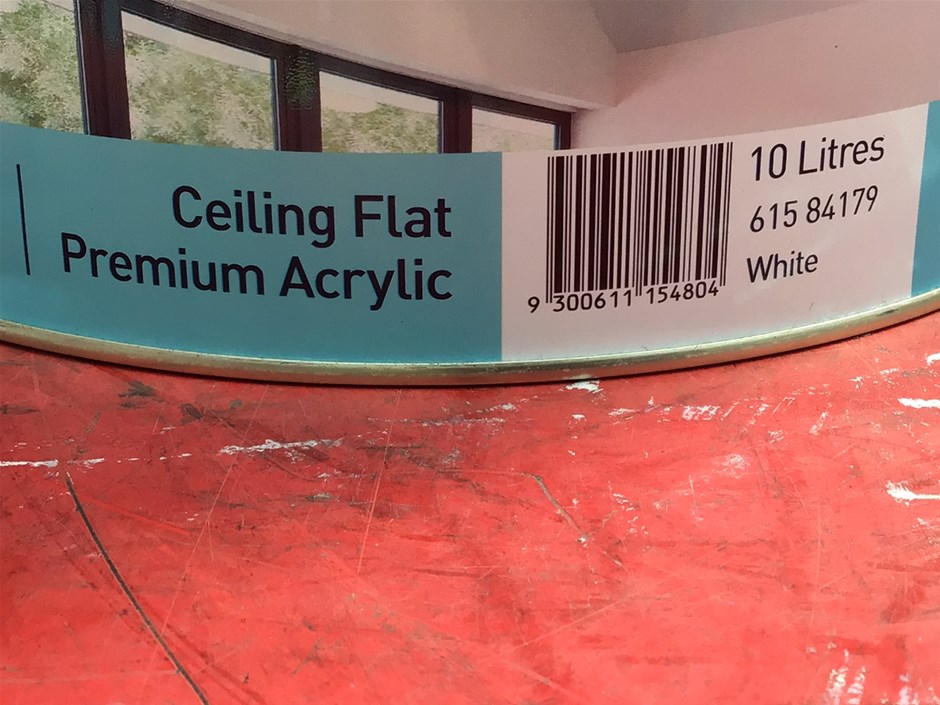 Ceiling Flat
Premium Acrylic
9 300611 154804
10 Litres
615 84179
White